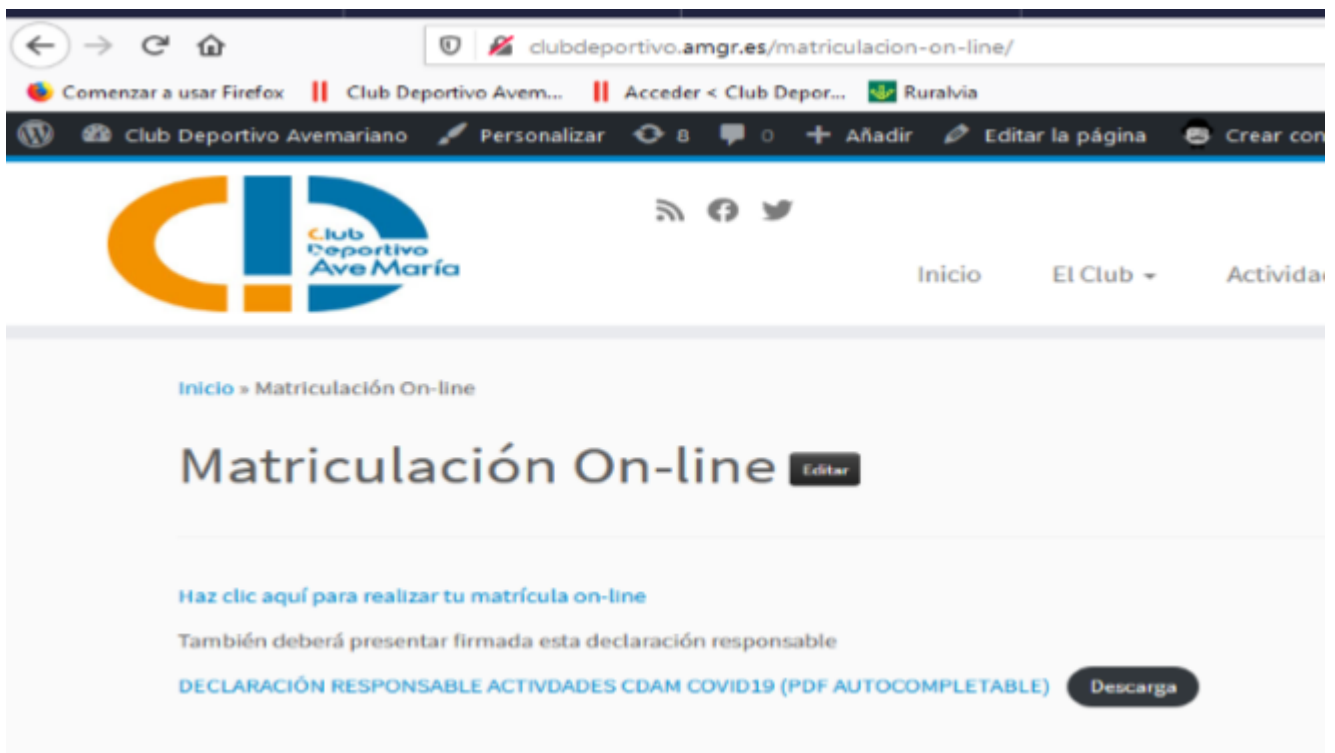 clubdeportivo.amgr.es/matriculacion-on-line/
Comenzar a usar Firefox Club Deportivo Avem... Acceder < Club Depor... Ruralvia
Club Deportivo Avemariano Personalizar 8 0 + Añadir Editar la página Crear con
Club
Deportivo
Ave María
Inicio El Club Activida
Inicio » Matriculación On-line
Matriculación On-line Editar
Haz clic aquí para realizar tu matrícula on-line
También deberá presentar firmada esta declaración responsable
DECLARACIÓN RESPONSABLE ACTIVDADES CDAM COVID19 (PDF AUTOCOMPLETABLE) Descarga